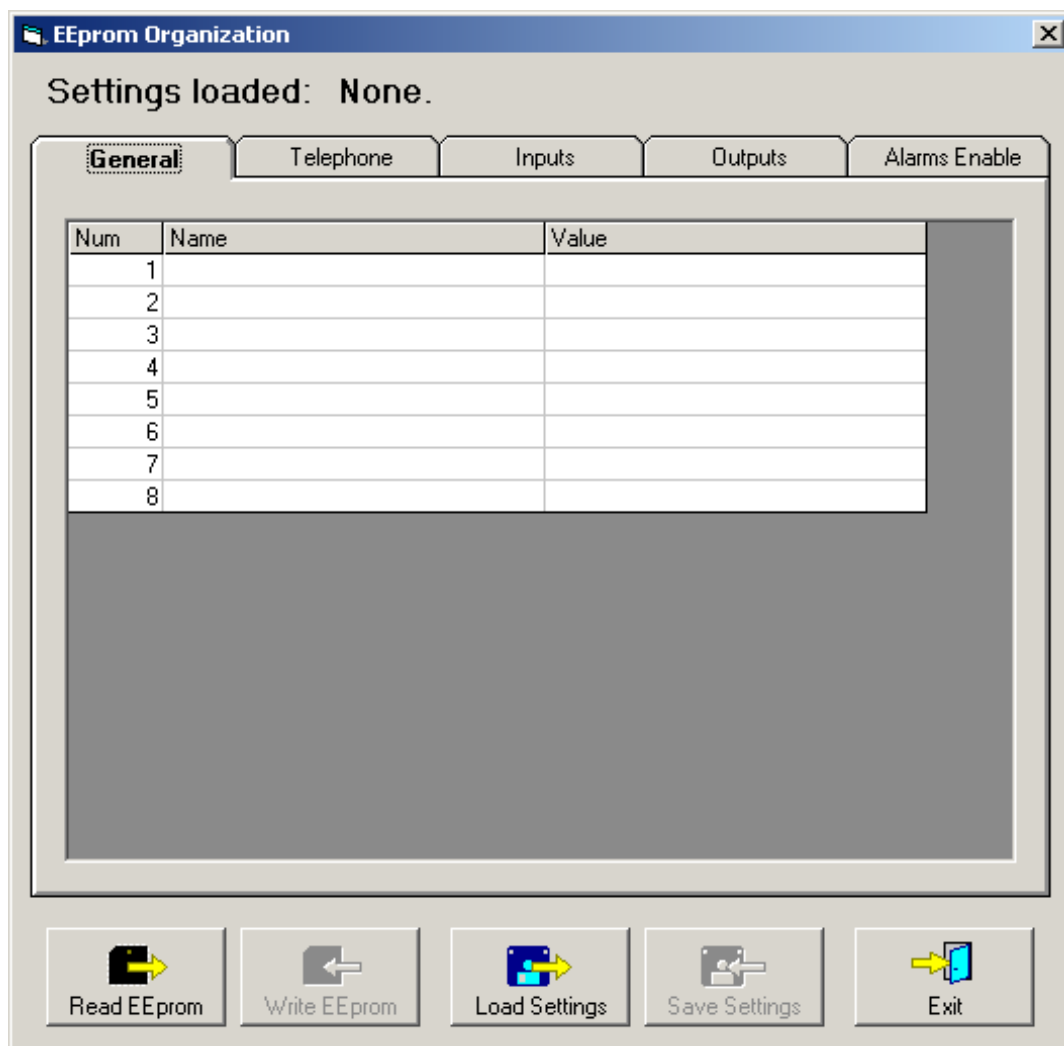 EEprom Organization
Settings loaded: None.
General Telephone Inputs Outputs Alarms Enable
Num Name Value
1
2
3
4
5
6
7
8
Read EEprom Write EEprom Load Settings Save Settings Exit